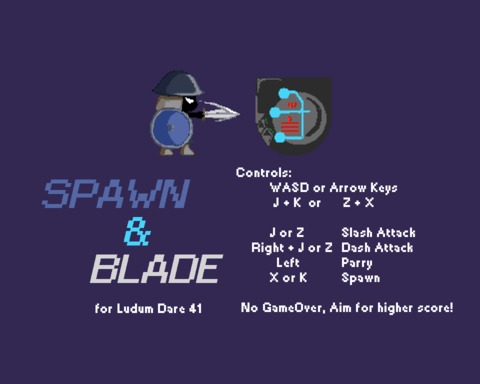 SPAWN
&
BLADE
for Ludum Dare 41
Controls:
WASD or Arrow Keys
J + K or Z + X
J or Z Slash Attack
Right + J or Z Dash Attack
Left Parry
X or K Spawn
No GameOver, Aim for higher score!